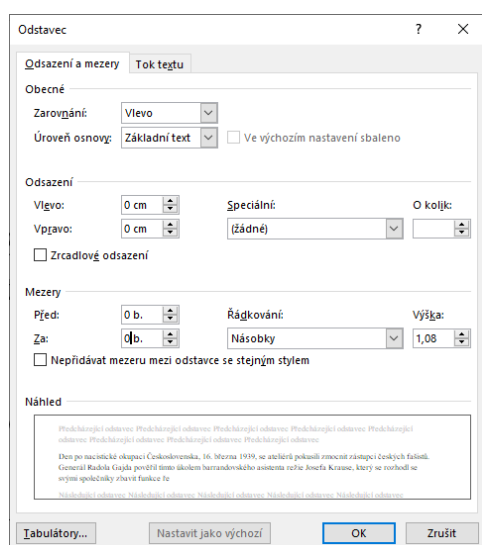 Odstavec ? ×
Odsazení a mezery Tok textu
Obecné
Zarovnání: Vlevo
Úroveň osnovy: Základní text Ve výchozím nastavení sbaleno
Odsazení
Vlevo: 0 cm Speciální: O kolik:
Vpravo: 0 cm (žádné)
Zrcadlové odsazení
Mezery
Před: 0 b. Řádkování: Výška:
Za: 0 b. Násobky 1,08
Nepřidávat mezeru mezi odstavce se stejným stylem
Náhled
Předcházející odstavec Předcházející odstavec Předcházející odstavec Předcházející odstavec Předcházející
odstavec Předcházející odstavec Předcházející odstavec Předcházející odstavec
Den po nacistické okupaci Československa, 16. března 1939, se ateliérů pokusili zmocnit zástupci českých fašistů.
Generál Radola Gajda pověřil tímto úkolem barrandovského asistenta režie Josefa Krause, který se rozhodl se
svými společníky zbavit funkce ře
Následující odstavec Následující odstavec Následující odstavec Následující odstavec Následující odstavec
Tabulátory... Nastavit jako výchozí OK Zrušit